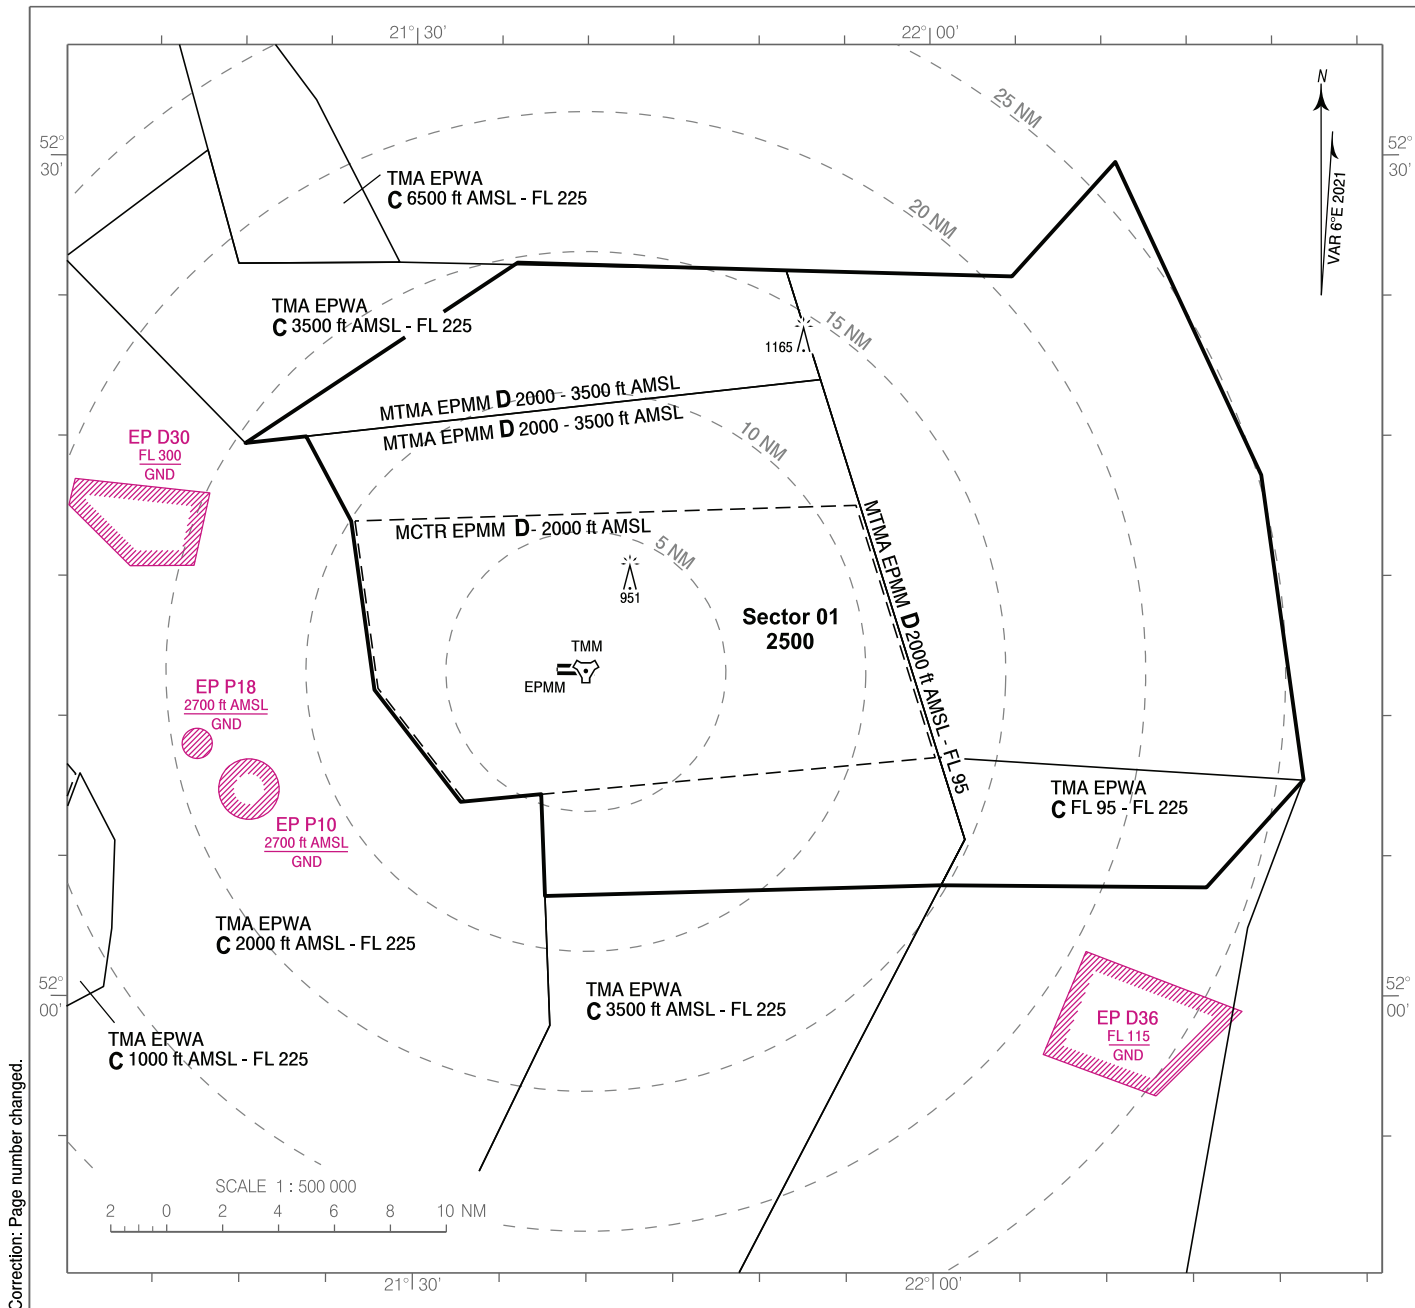 21° 30'
22° 00'
25 NM
N
VAR 6°E 2021
52°
30'
52°
30'
TMA EPWA
C 6500 ft AMSL - FL 225
20 NM
TMA EPWA
C 3500 ft AMSL - FL 225
15 NM
1165
MTMA EPMM D 2000 - 3500 ft AMSL
MTMA EPMM D 2000 - 3500 ft AMSL
10 NM
EP D30
FL 300
GND
MCTR EPMM D - 2000 ft AMSL
5 NM
951
MTMA EPMM D 2000 ft AMSL - FL 95
Sector 01
2500
TMM
EPMM
EP P18
2700 ft AMSL
GND
EP P10
2700 ft AMSL
GND
TMA EPWA
C FL 95 - FL 225
TMA EPWA
C 2000 ft AMSL - FL 225
52°
00'
TMA EPWA
C 3500 ft AMSL - FL 225
52°
00'
EP D36
FL 115
GND
TMA EPWA
C 1000 ft AMSL - FL 225
SCALE 1 : 500 000
2 0 2 4 6 8 10 NM
21° 30'
22° 00'
Correction: Page number changed.